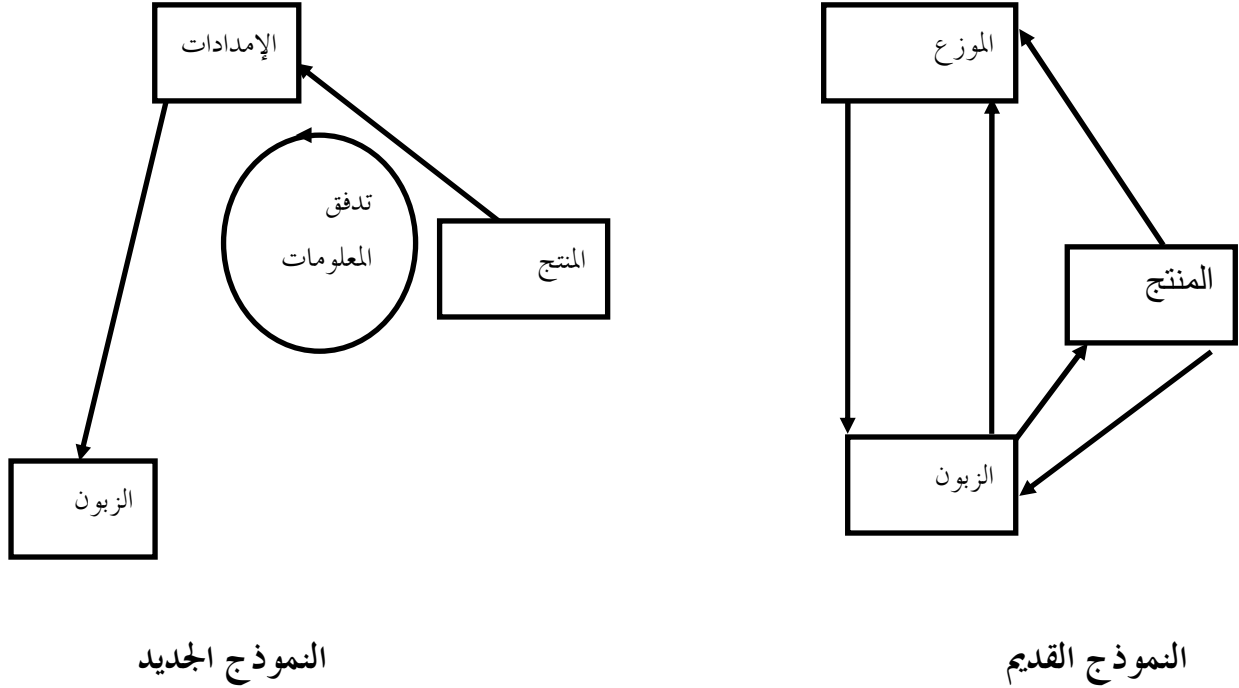 الموزع
المنتج
الزبون
النموذج القديم
الإمدادات
تدفق
المعلومات
المنتج
الزبون
النموذج الجديد